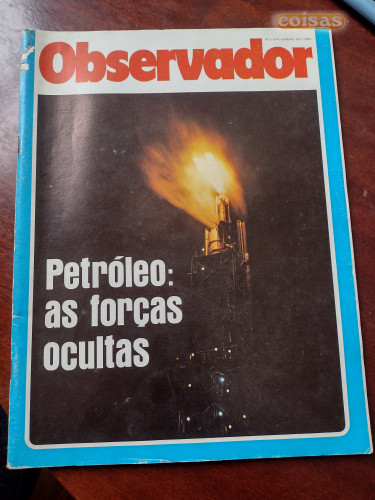 coisas
Observador
Petróleo:
as forças
ocultas